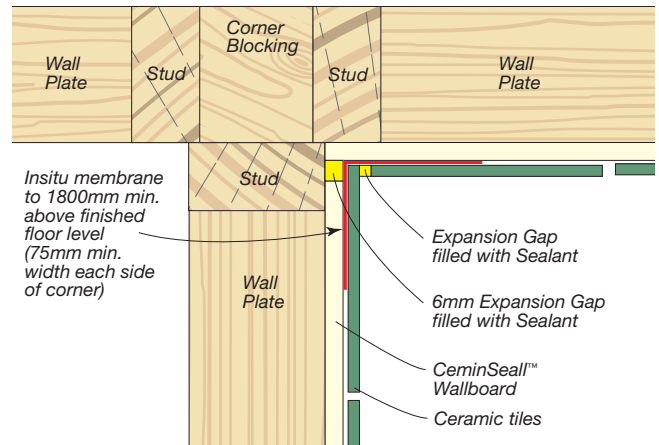 Corner
Blocking
Wall
Plate
Stud
Stud
Wall
Plate
Stud
Insitu membrane
to 1800mm min.
above finished
floor level
(75mm min.
width each side
of corner)
Wall
Plate
Expansion Gap
filled with Sealant
6mm Expansion Gap
filled with Sealant
CeminSeal™
Wallboard
Ceramic tiles